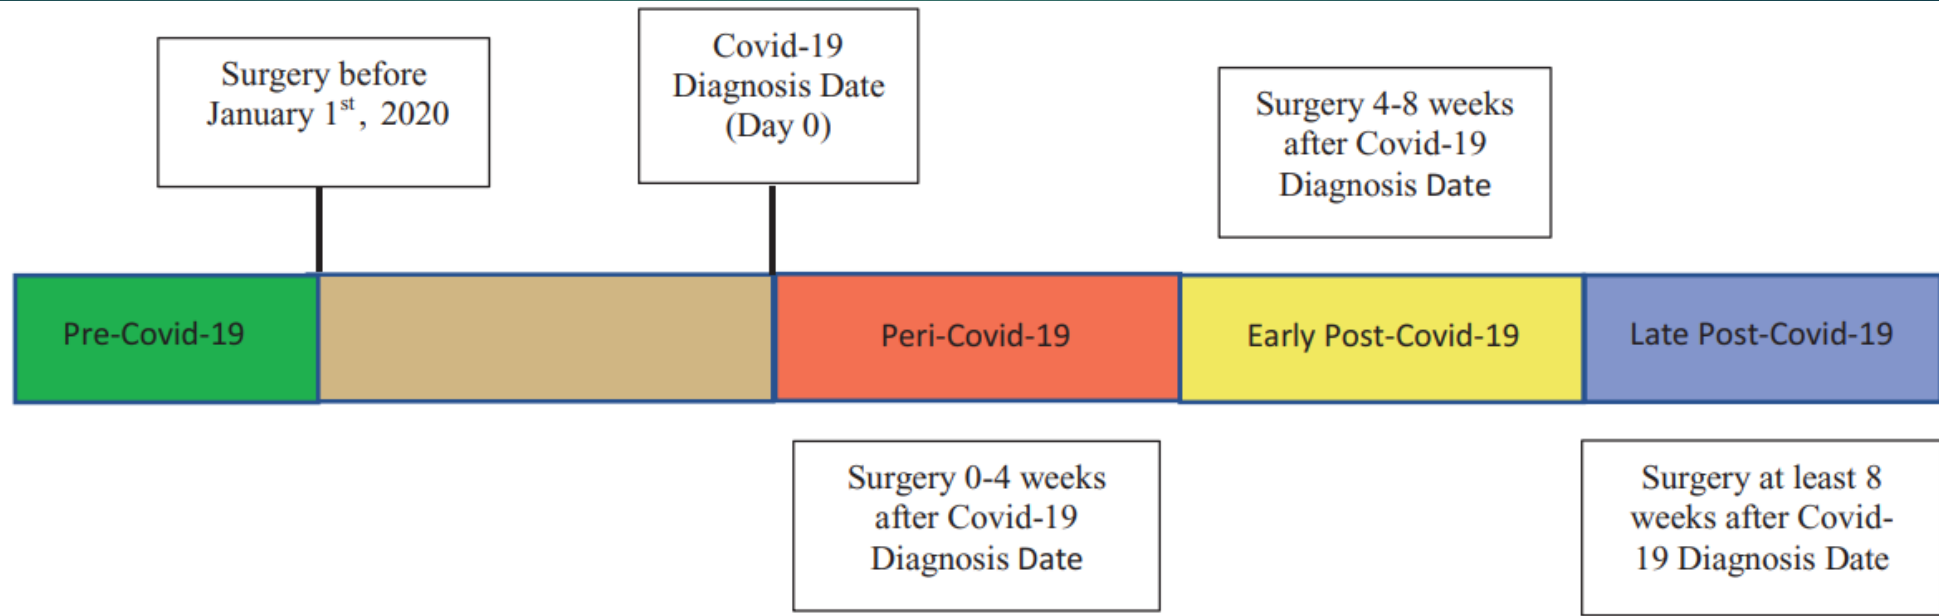 Surgery before
January 1st, 2020
Covid-19
Diagnosis Date
(Day 0)
Surgery 4-8 weeks
after Covid-19
Diagnosis Date
Pre-Covid-19
Peri-Covid-19
Early Post-Covid-19
Late Post-Covid-19
Surgery 0-4 weeks
after Covid-19
Diagnosis Date
Surgery at least 8
weeks after Covid-
19 Diagnosis Date